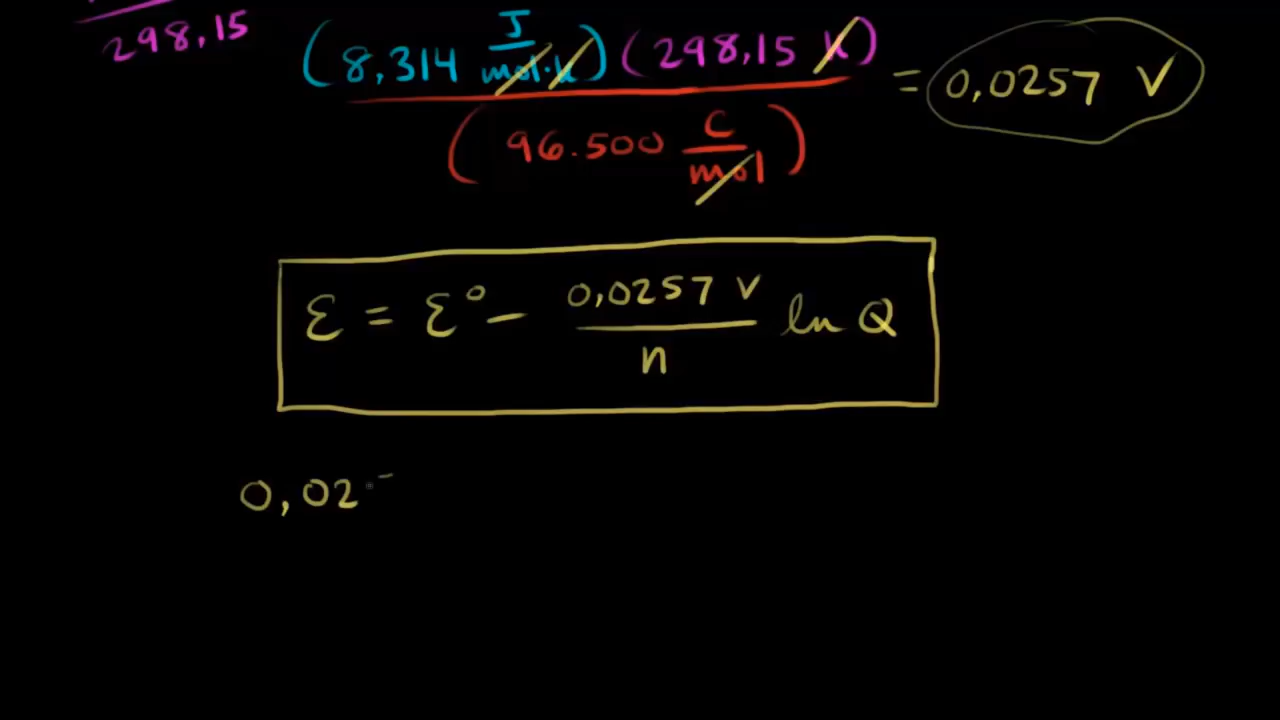 298,15
(8,314 J/mol·K) (298,15 K)
/ (96.500 C/mol) = 0,0257 V
ε = ε° - 0,0257 V / n ln Q
0,02